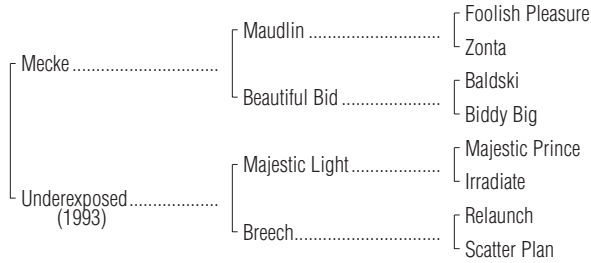 Foolish Pleasure
Maudlin ..............................
Zonta
Mecke .................................
Baldski
Beautiful Bid ......................
Biddy Big
Majestic Prince
Majestic Light ....................
Irradiate
Underexposed ....................
(1993)
Relaunch
Breech .................................
Scatter Plan